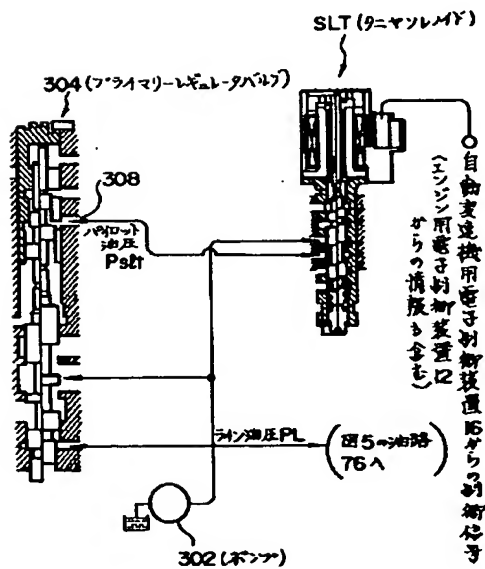 SLT (リニヤソレノイド)
304 (プライマリーレギュレータバルブ)
308
パイロット
油圧
Pslt
自動変速機用電子制御装置16からの制御信号
(エンジン用電子制御装置12
からの情報も含む)
ライン油圧PL
(図5の油路
76へ)
302 (ポンプ)